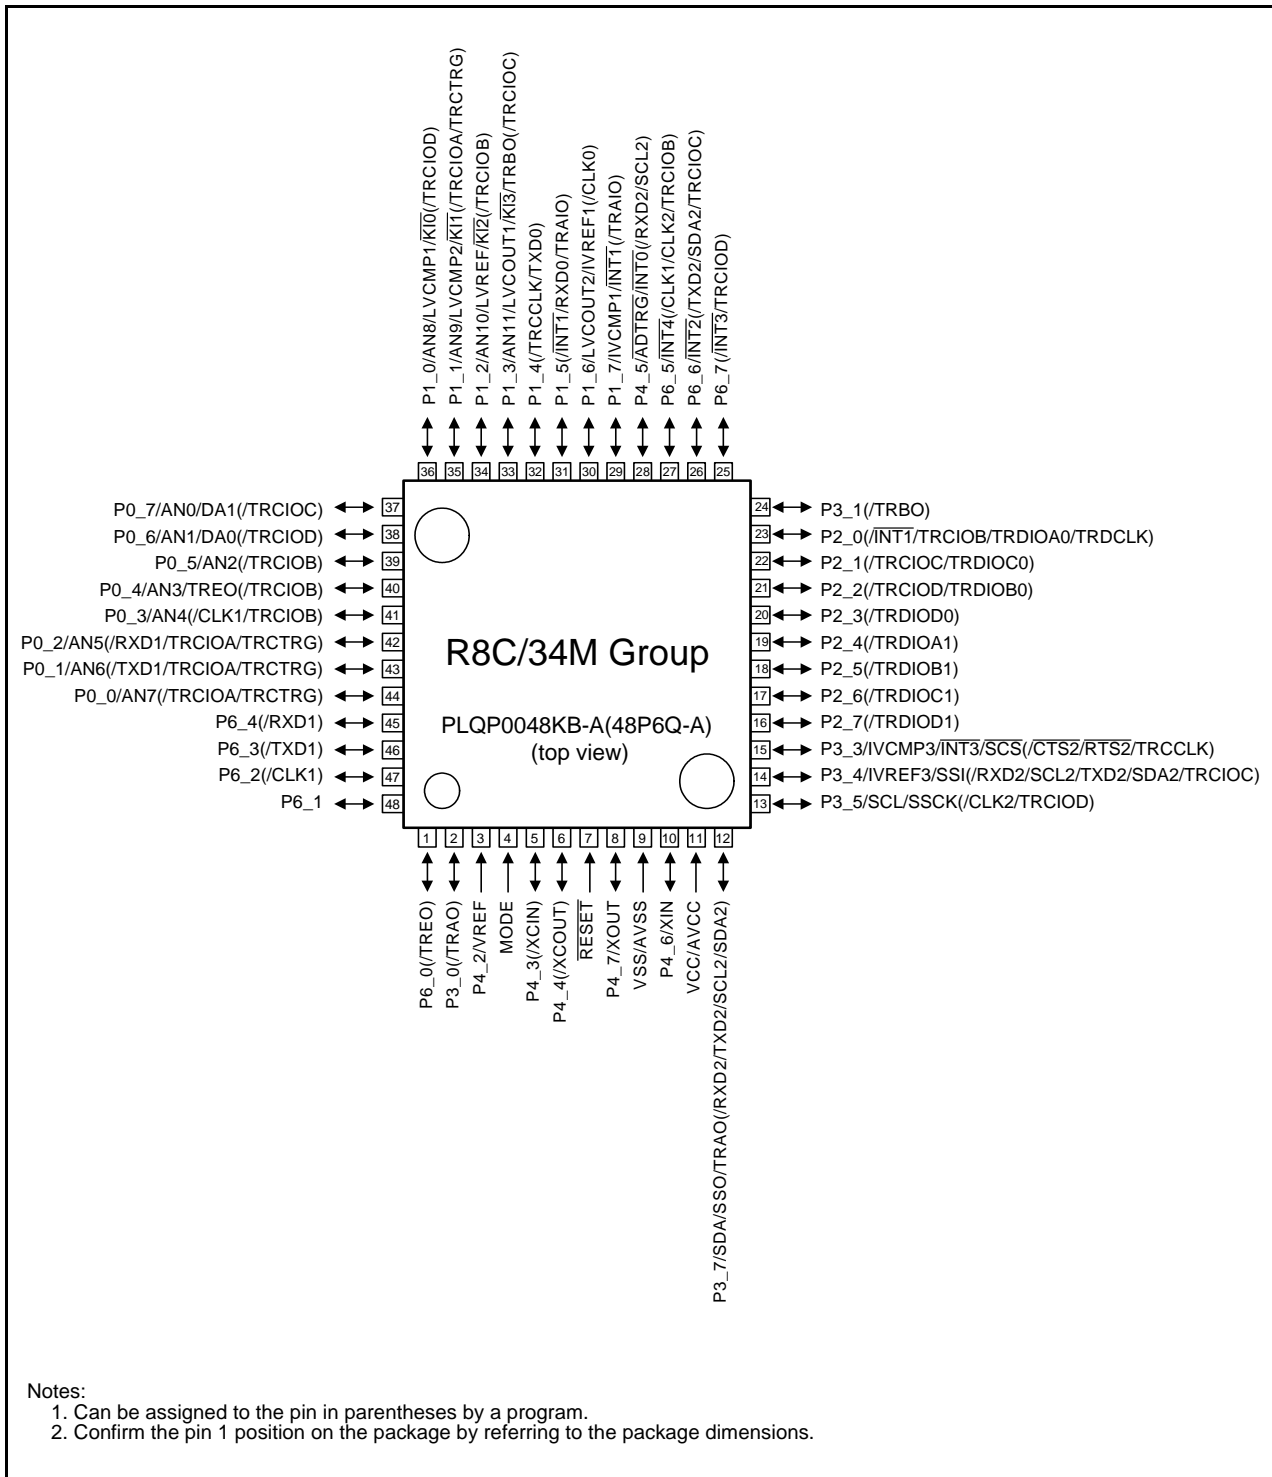 P1_0/AN8/LVCMP1/KI0(/TRCIOD)
P1_1/AN9/LVCMP2/KI1(/TRCIOA/TRCTRG)
P1_2/AN10/LVREF/KI2(/TRCIOB)
P1_3/AN11/LVCOUT1/KI3/TRBO(/TRCIOC)
P1_4(/TRCCLK/TXD0)
P1_5(/INT1/RXD0/TRAIO)
P1_6/LVCOUT2/IVREF1(/CLK0)
P1_7/IVCMP1/INT1(/TRAIO)
P4_5/ADTRG/INT0(/RXD2/SCL2)
P6_5/INT4(/CLK1/CLK2/TRCIOB)
P6_6/INT2(/TXD2/SDA2/TRCIOC)
P6_7(/INT3/TRCIOD)
36 35 34 33 32 31 30 29 28 27 26 25
P0_7/AN0/DA1(/TRCIOC) 37
P0_6/AN1/DA0(/TRCIOD) 38
P0_5/AN2(/TRCIOB) 39
P0_4/AN3/TREO(/TRCIOB) 40
P0_3/AN4(/CLK1/TRCIOB) 41
P0_2/AN5(/RXD1/TRCIOA/TRCTRG) 42
P0_1/AN6(/TXD1/TRCIOA/TRCTRG) 43
P0_0/AN7(/TRCIOA/TRCTRG) 44
P6_4(/RXD1) 45
P6_3(/TXD1) 46
P6_2(/CLK1) 47
P6_1 48
R8C/34M Group
PLQP0048KB-A(48P6Q-A)
(top view)
24 P3_1(/TRBO)
23 P2_0(/INT1/TRCIOB/TRDIOA0/TRDCLK)
22 P2_1(/TRCIOC/TRDIOC0)
21 P2_2(/TRCIOD/TRDIOB0)
20 P2_3(/TRDIOD0)
19 P2_4(/TRDIOA1)
18 P2_5(/TRDIOB1)
17 P2_6(/TRDIOC1)
16 P2_7(/TRDIOD1)
15 P3_3/IVCMP3/INT3/SCS(/CTS2/RTS2/TRCCLK)
14 P3_4/IVREF3/SSI(/RXD2/SCL2/TXD2/SDA2/TRCIOC)
13 P3_5/SCL/SSCK(/CLK2/TRCIOD)
1 2 3 4 5 6 7 8 9 10 11 12
P6_0(/TREO)
P3_0(/TRAO)
P4_2/VREF
MODE
P4_3(/XCIN)
P4_4(/XCOUT)
RESET
P4_7/XOUT
VSS/AVSS
P4_6/XIN
VCC/AVCC
P3_7/SDA/SSO/TRAO(/RXD2/TXD2/SCL2/SDA2)
Notes:
1. Can be assigned to the pin in parentheses by a program.
2. Confirm the pin 1 position on the package by referring to the package dimensions.